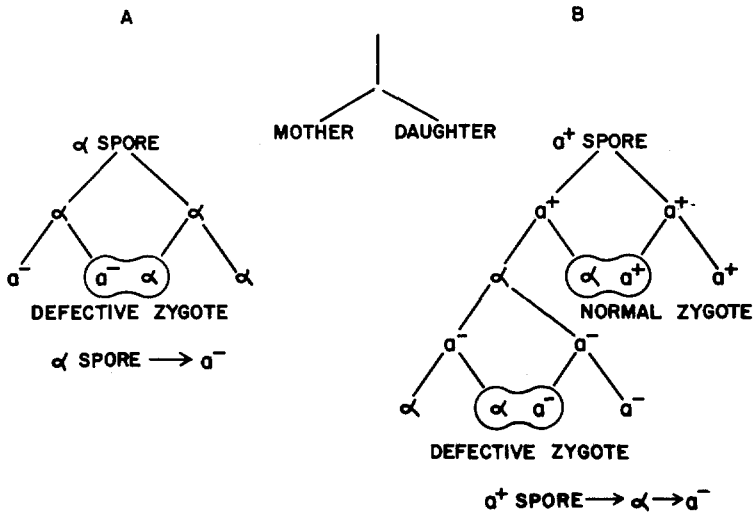 A
B
MOTHER DAUGHTER
α SPORE
a⁺ SPORE
α α
a⁺ a⁺
a⁻ a⁻ α α
α α a⁺ a⁺
DEFECTIVE ZYGOTE
NORMAL ZYGOTE
α SPORE → a⁻
a⁻ a⁻
α α a⁻ a⁻
DEFECTIVE ZYGOTE
a⁺ SPORE → α → a⁻